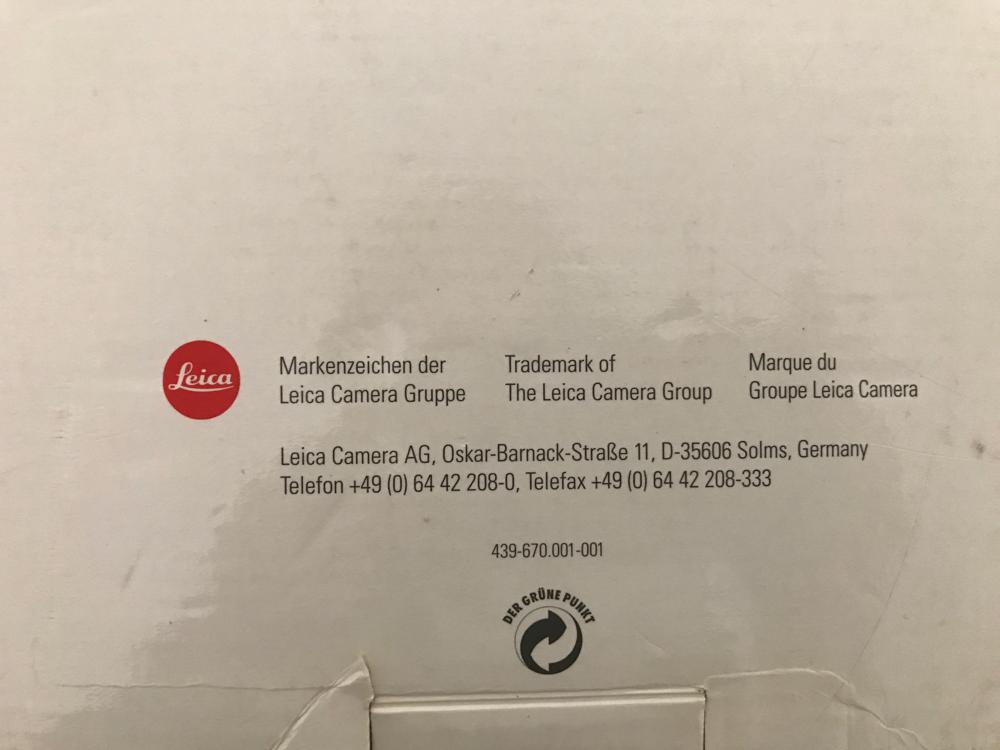 Leica
Markenzeichen der
Leica Camera Gruppe
Trademark of
The Leica Camera Group
Marque du
Groupe Leica Camera
Leica Camera AG, Oskar-Barnack-Straße 11, D-35606 Solms, Germany
Telefon +49 (0) 64 42 208-0, Telefax +49 (0) 64 42 208-333
439-670.001-001
DER GRÜNE PUNKT